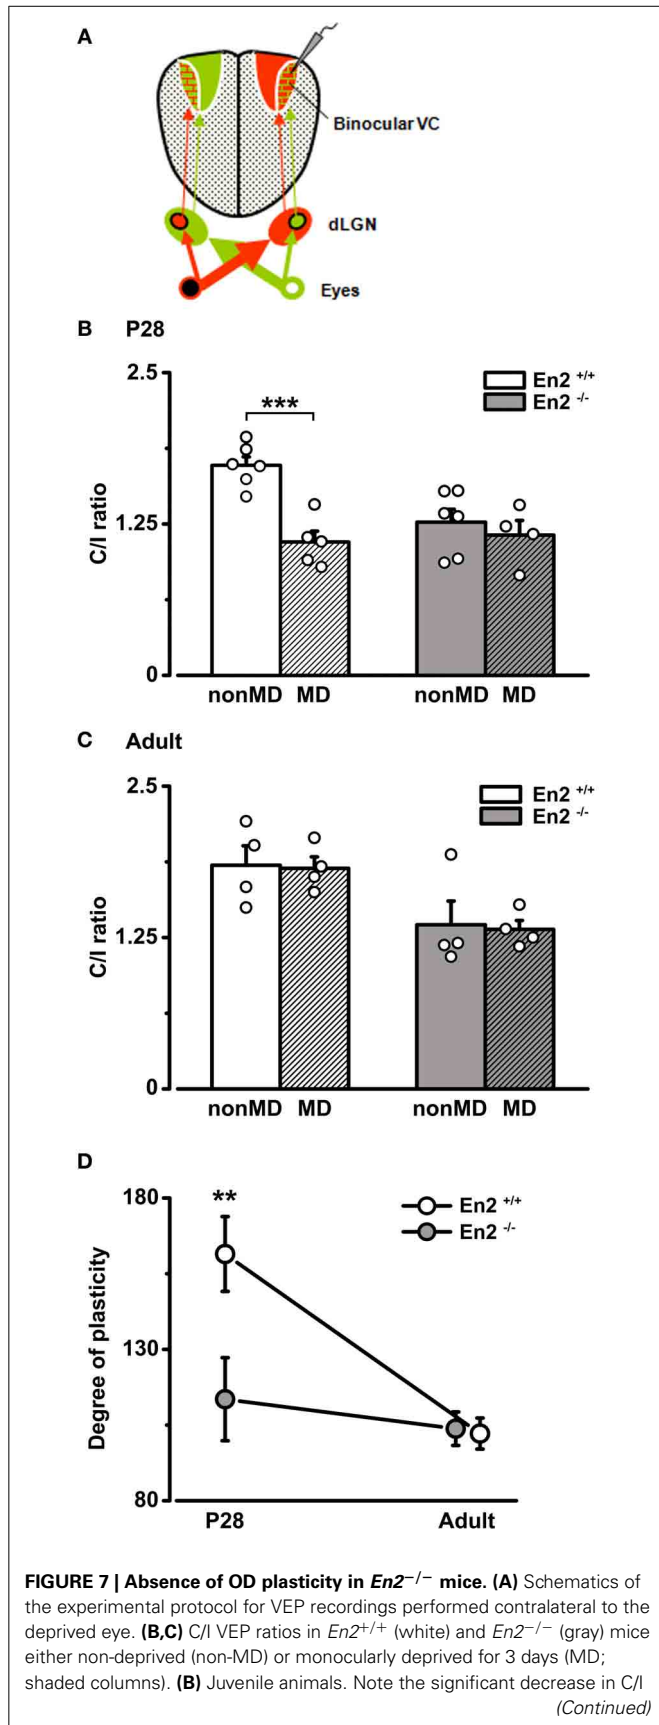 A
Binocular VC
dLGN
Eyes
B P28
2.5
1.25
0
C/I ratio
***
En2 +/+
En2 -/-
nonMD MD nonMD MD
C Adult
2.5
1.25
0
C/I ratio
En2 +/+
En2 -/-
nonMD MD nonMD MD
D
180
130
80
Degree of plasticity
**
En2 +/+
En2 -/-
P28 Adult
FIGURE 7 | Absence of OD plasticity in En2−/− mice. (A) Schematics of
the experimental protocol for VEP recordings performed contralateral to the
deprived eye. (B,C) C/I VEP ratios in En2+/+ (white) and En2−/− (gray) mice
either non-deprived (non-MD) or monocularly deprived for 3 days (MD;
shaded columns). (B) Juvenile animals. Note the significant decrease in C/I
(Continued)